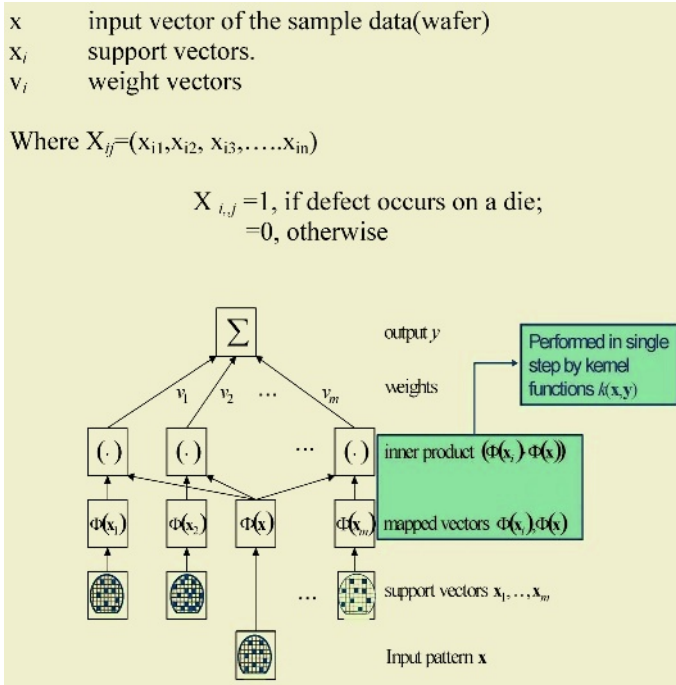 x input vector of the sample data(wafer)
xᵢ support vectors.
vᵢ weight vectors
Where Xᵢⱼ=(xᵢ₁,xᵢ₂, xᵢ₃,…..xᵢₙ)
X ᵢ,,ⱼ =1, if defect occurs on a die;
=0, otherwise
Σ output y
Performed in single
step by kernel
functions k(x,y)
v₁ v₂ … vₘ weights
(.) (.) … (.) inner product (Φ(xᵢ)·Φ(x))
Φ(x₁) Φ(x₂) Φ(x) Φ(xₘ) mapped vectors Φ(xᵢ),Φ(x)
… support vectors x₁,..,xₘ
Input pattern x